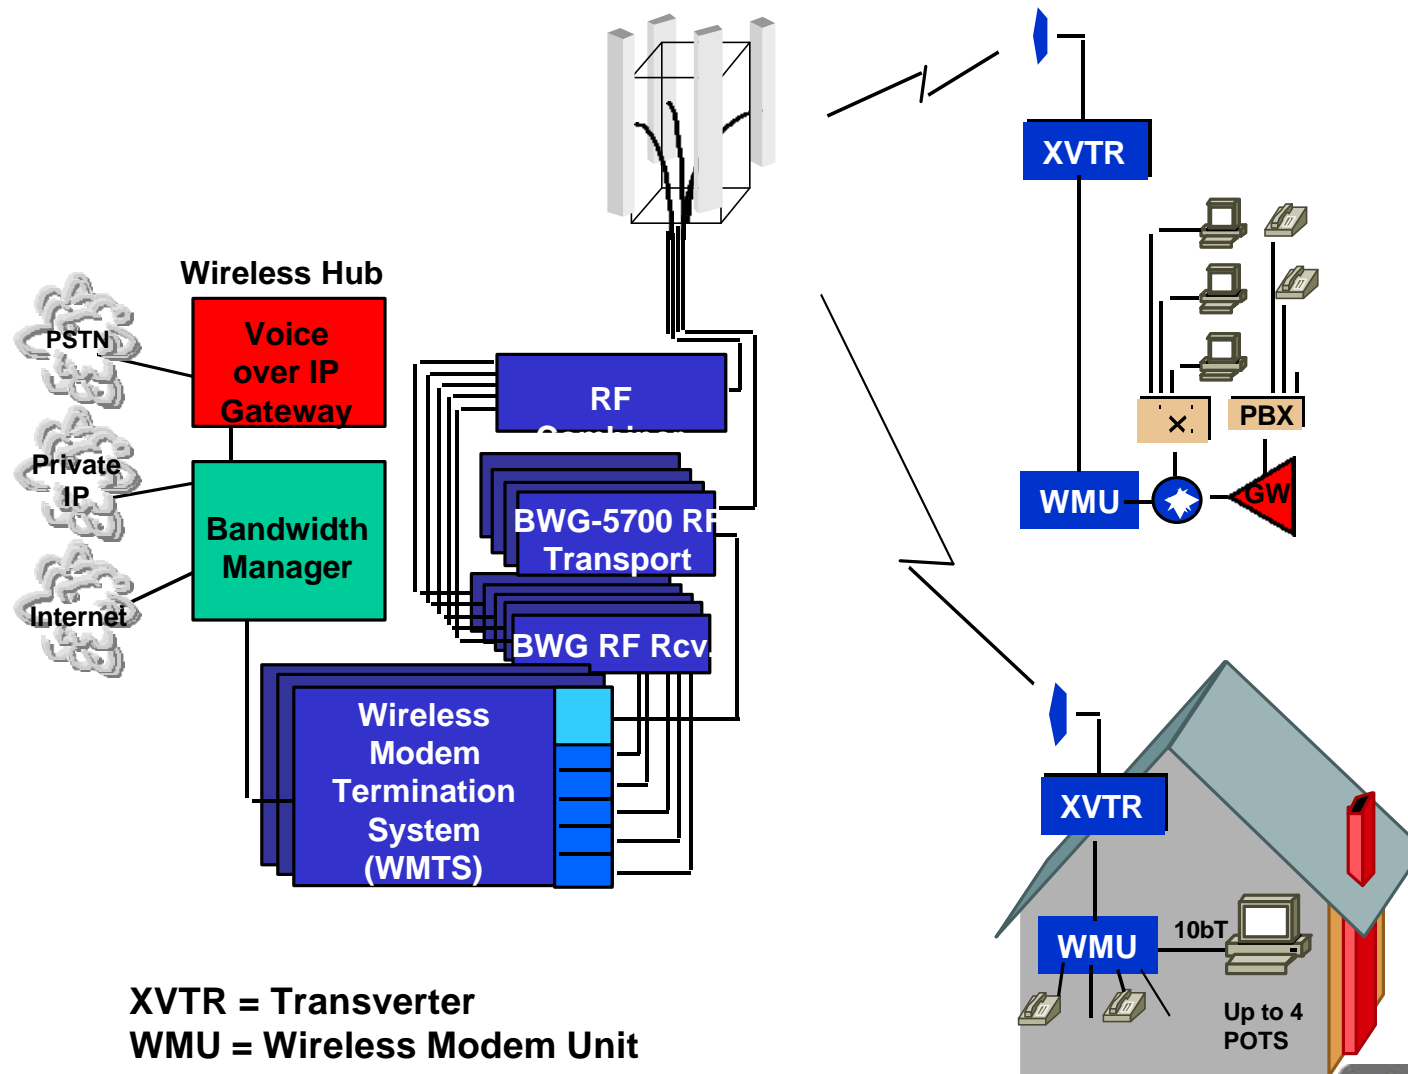 Wireless Hub
PSTN
Voice
over IP
Gateway
Private
IP
Bandwidth
Manager
Internet
RF
Combiner
BWG-5700 RF
Transport
BWG RF Rcv.
Wireless
Modem
Termination
System
(WMTS)
XVTR
PBX
WMU
GW
XVTR
WMU
10bT
Up to 4
POTS
XVTR = Transverter
WMU = Wireless Modem Unit